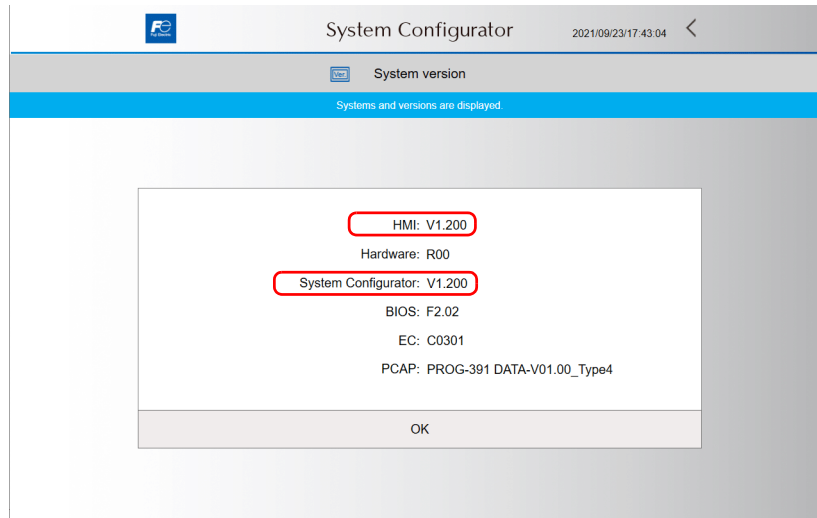 Fe
Fuji Electric
System Configurator
2021/09/23/17:43:04
Ver.
System version
Systems and versions are displayed.
HMI: V1.200
Hardware: R00
System Configurator: V1.200
BIOS: F2.02
EC: C0301
PCAP: PROG-391 DATA-V01.00_Type4
OK